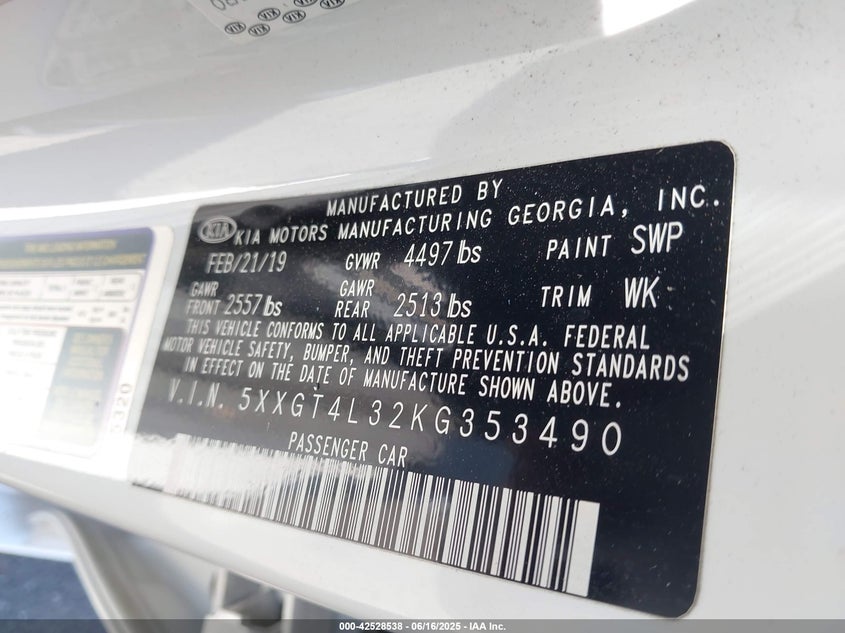 KIA
MANUFACTURED BY
KIA MOTORS MANUFACTURING GEORGIA, INC.
FEB/21/19 GVWR 4497 lbs PAINT SWP
GAWR FRONT 2557 lbs GAWR REAR 2513 lbs TRIM WK
THIS VEHICLE CONFORMS TO ALL APPLICABLE U.S.A. FEDERAL
MOTOR VEHICLE SAFETY, BUMPER, AND THEFT PREVENTION STANDARDS
IN EFFECT ON THE DATE OF MANUFACTURE SHOWN ABOVE.
V.I.N. 5XXGT4L32KG353490
PASSENGER CAR
5320
000-42528538 - 06/16/2025 - IAA Inc.